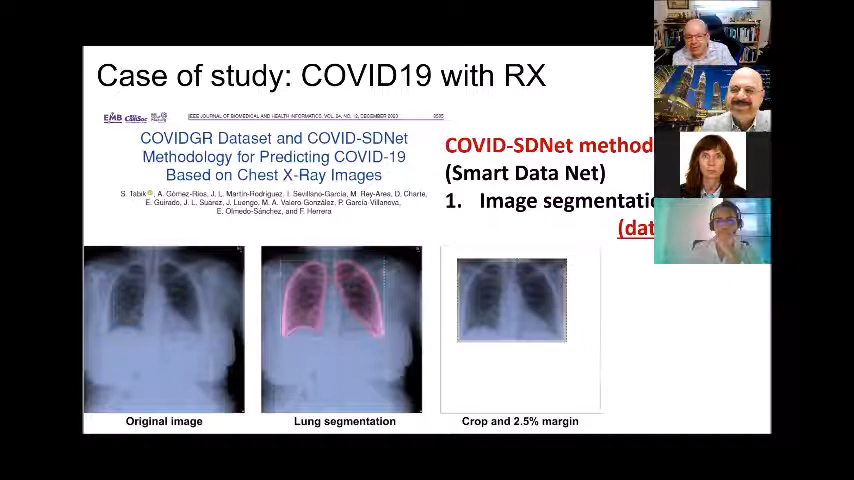 Case of study: COVID19 with RX
EMB
IEEE JOURNAL OF BIOMEDICAL AND HEALTH INFORMATICS, VOL. 24, NO. 12, DECEMBER 2020
COVIDGR Dataset and COVID-SDNet
Methodology for Predicting COVID-19
Based on Chest X-Ray Images
S. Tabik, A. Gómez-Ríos, J. L. Martín-Rodríguez, I. Sevillano-García, M. Rey-Area, D. Charte,
E. Guirado, J. L. Suárez, J. Luengo, M. A. Valero-González, P. García-Villanova,
E. Olmedo-Sánchez, and F. Herrera
COVID-SDNet method
(Smart Data Net)
1. Image segmentatio
(dat
Original image
Lung segmentation
Crop and 2.5% margin